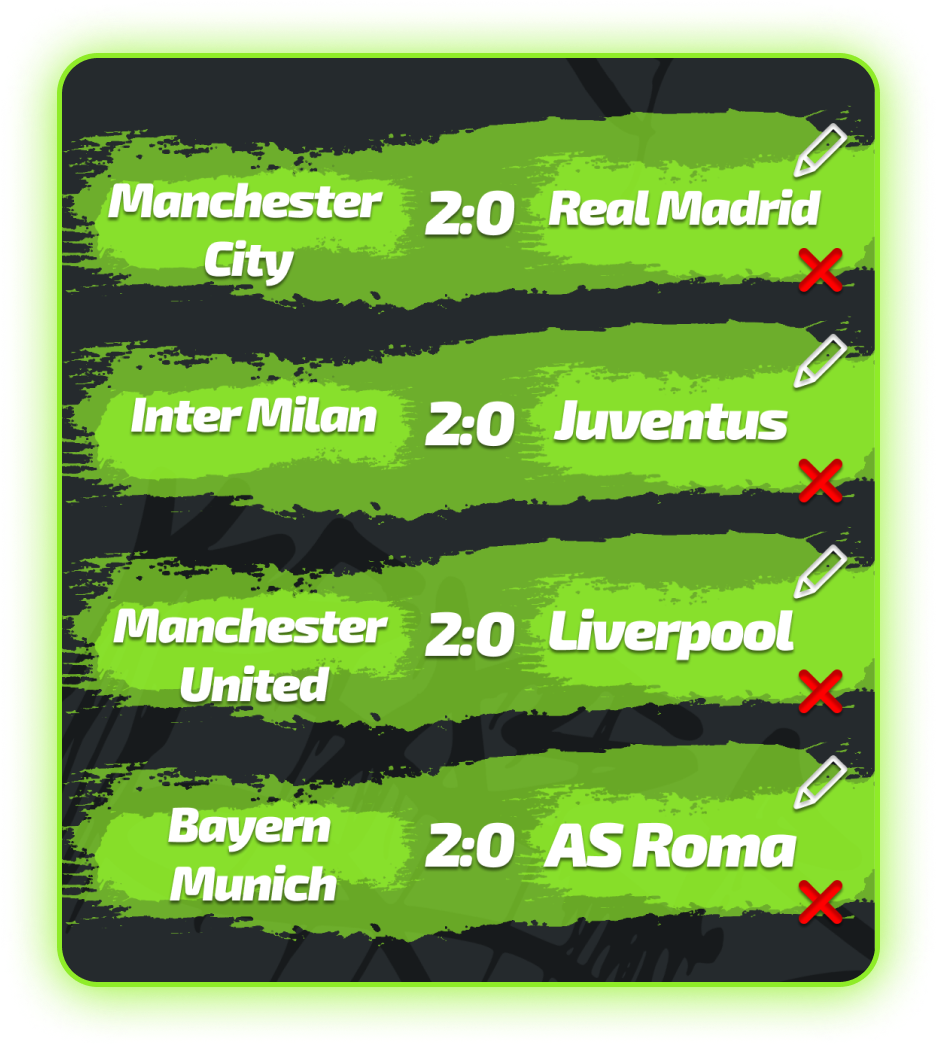 Manchester
City
2:0
Real Madrid
Inter Milan
2:0
Juventus
Manchester
United
2:0
Liverpool
Bayern
Munich
2:0
AS Roma